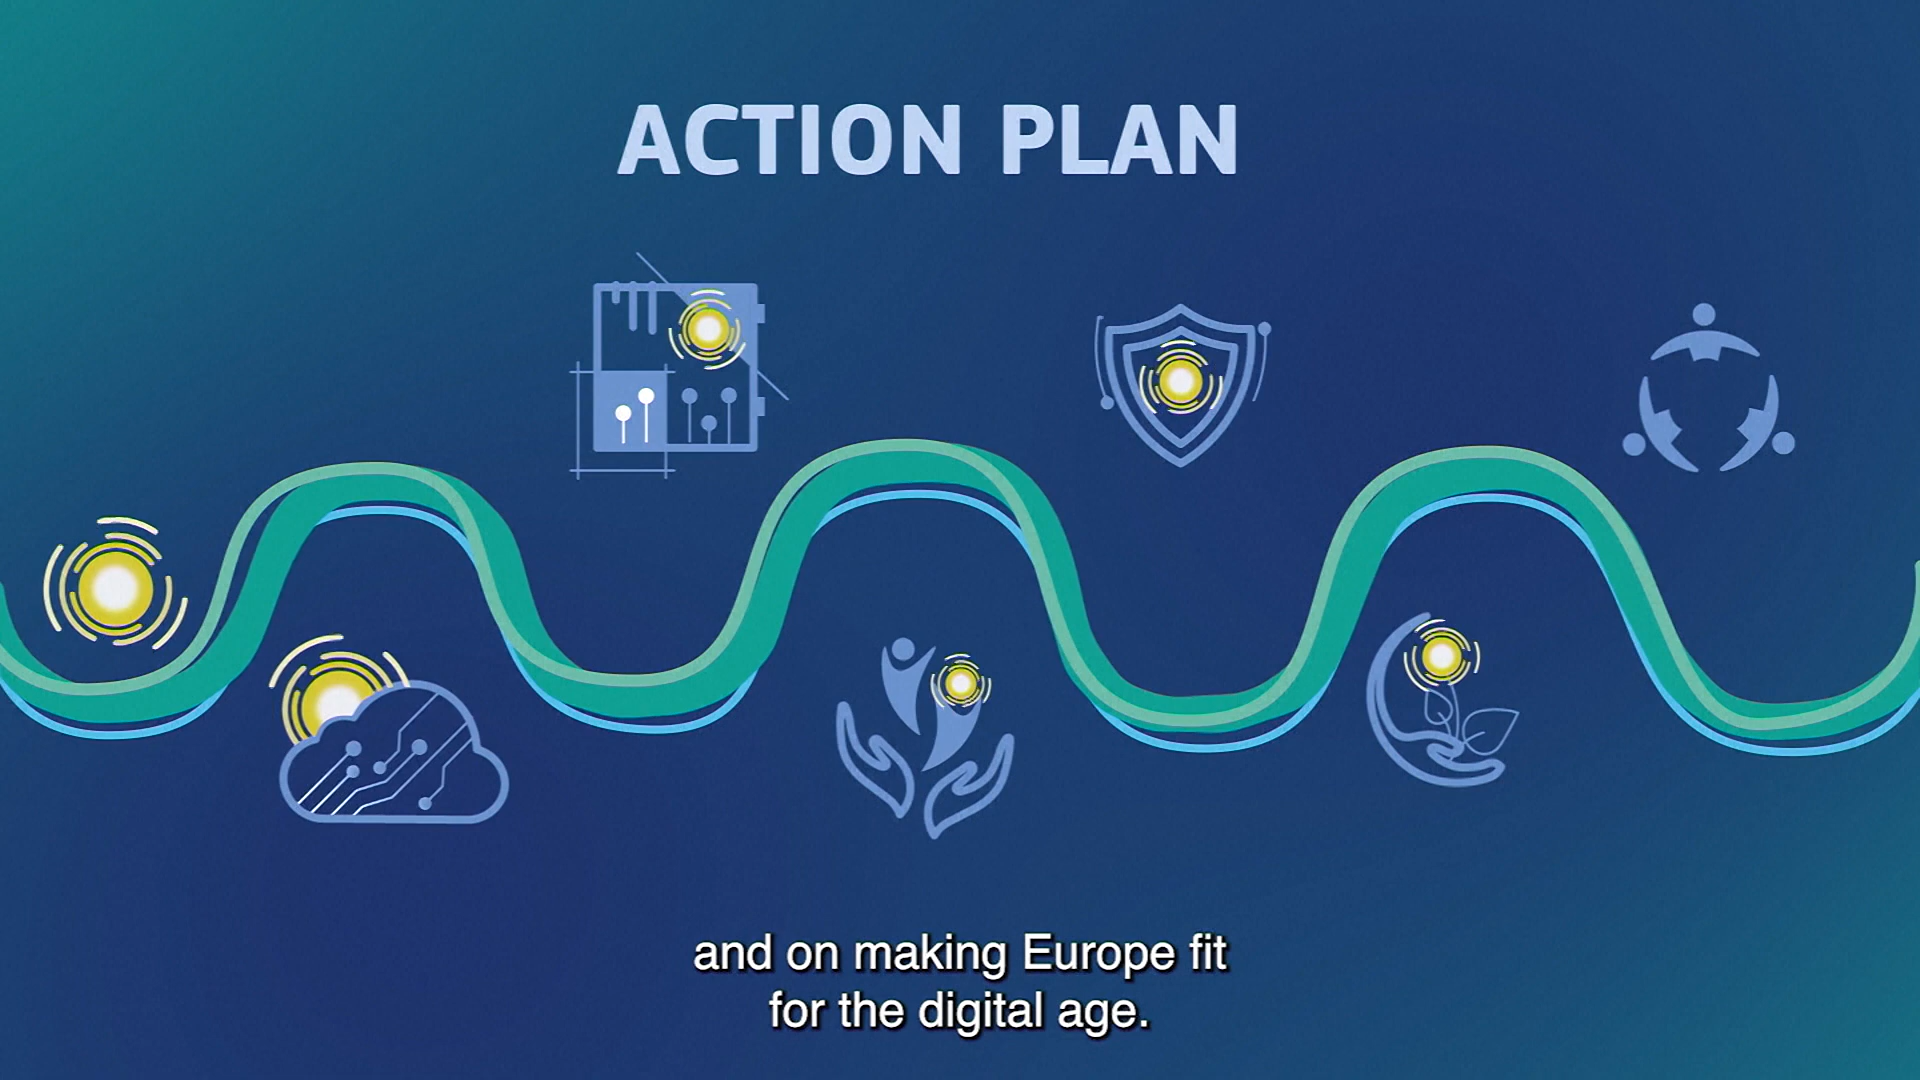 ACTION PLAN
and on making Europe fit
for the digital age.